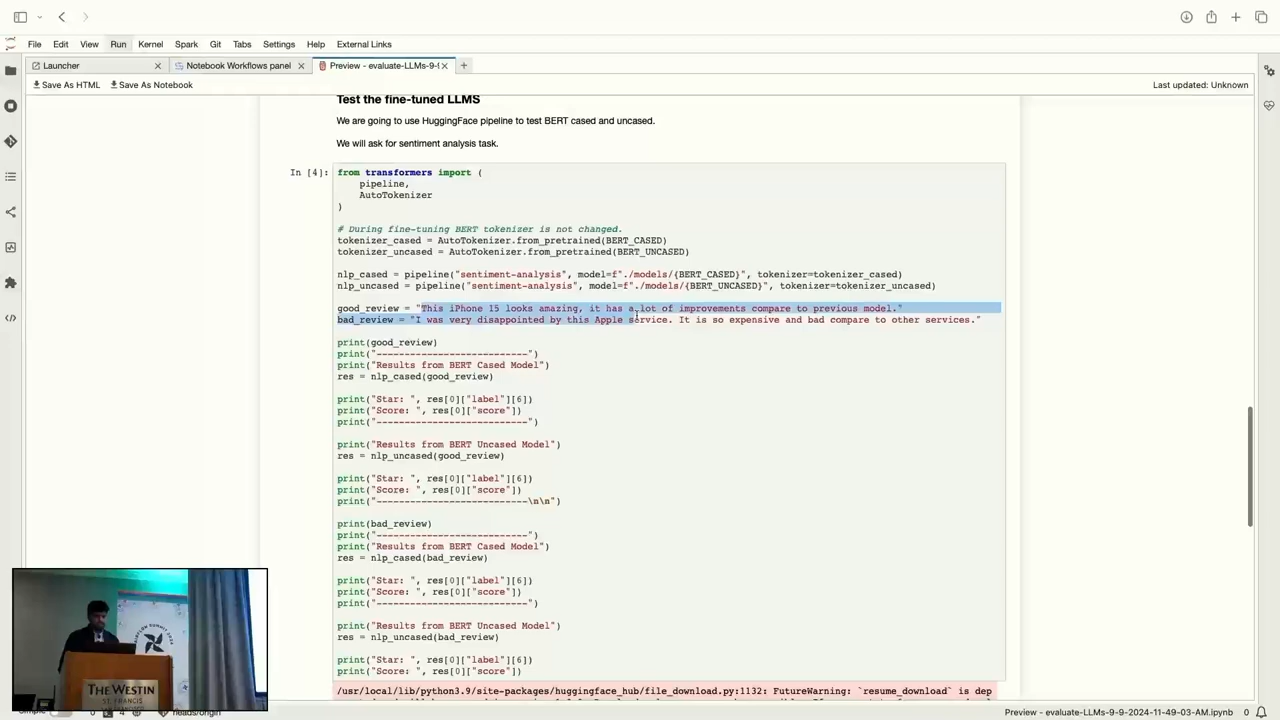 File Edit View Run Kernel Spark Git Tabs Settings Help External Links
Launcher Notebook Workflows panel Preview - evaluate-LLMs-9-9
Save As HTML Save As Notebook Last updated: Unknown
Test the fine-tuned LLMS
We are going to use HuggingFace pipeline to test BERT cased and uncased.
We will ask for sentiment analysis task.
In [4]:
from transformers import (
    pipeline,
    AutoTokenizer
)
# During fine-tuning BERT tokenizer is not changed.
tokenizer_cased = AutoTokenizer.from_pretrained(BERT_CASED)
tokenizer_uncased = AutoTokenizer.from_pretrained(BERT_UNCASED)
nlp_cased = pipeline("sentiment-analysis", model=f"./models/{BERT_CASED}", tokenizer=tokenizer_cased)
nlp_uncased = pipeline("sentiment-analysis", model=f"./models/{BERT_UNCASED}", tokenizer=tokenizer_uncased)
good_review = "This iPhone 15 looks amazing, it has a lot of improvements compare to previous model."
bad_review = "I was very disappointed by this Apple service. It is so expensive and bad compare to other services."
print(good_review)
print("---------------------------")
print("Results from BERT Cased Model")
res = nlp_cased(good_review)
print("Star: ", res[0]["label"][6])
print("Score: ", res[0]["score"])
print("---------------------------")
print("Results from BERT Uncased Model")
res = nlp_uncased(good_review)
print("Star: ", res[0]["label"][6])
print("Score: ", res[0]["score"])
print("---------------------------\n\n")
print(bad_review)
print("---------------------------")
print("Results from BERT Cased Model")
res = nlp_cased(bad_review)
print("Star: ", res[0]["label"][6])
print("Score: ", res[0]["score"])
print("---------------------------")
print("Results from BERT Uncased Model")
res = nlp_uncased(bad_review)
print("Star: ", res[0]["label"][6])
print("Score: ", res[0]["score"])
/usr/local/lib/python3.9/site-packages/huggingface_hub/file_download.py:1132: FutureWarning: `resume_download` is dep
THE WESTIN
ST. FRANCIS
Preview - evaluate-LLMs-9-9-2024-11-49-03-AM.ipynb 0